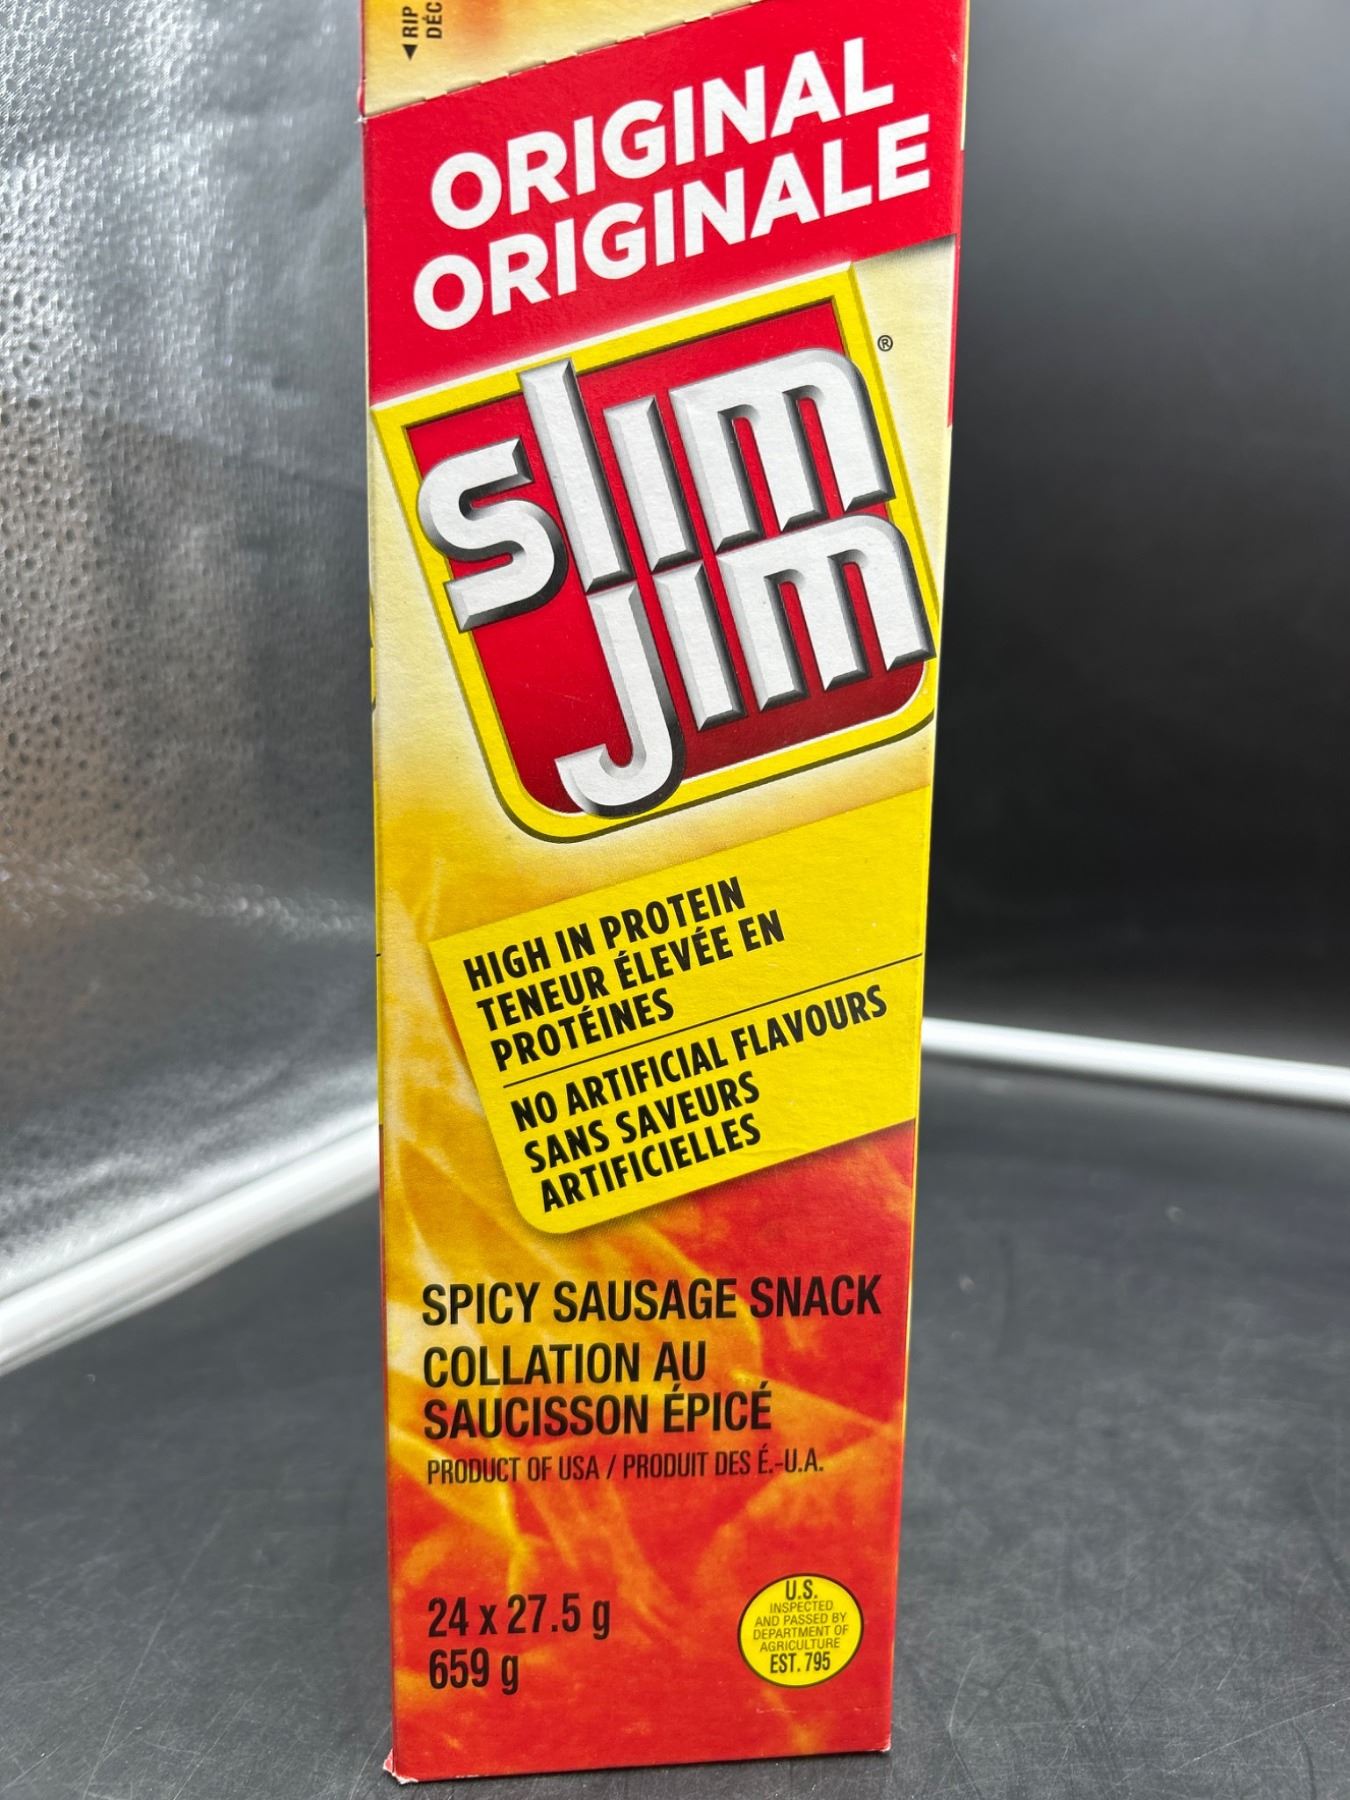 ◀ RIP
DÉC
ORIGINAL
ORIGINALE
slim
jim
®
HIGH IN PROTEIN
TENEUR ÉLEVÉE EN
PROTÉINES
NO ARTIFICIAL FLAVOURS
SANS SAVEURS
ARTIFICIELLES
SPICY SAUSAGE SNACK
COLLATION AU
SAUCISSON ÉPICÉ
PRODUCT OF USA / PRODUIT DES É.-U.A.
24 x 27.5 g
659 g
U.S.
INSPECTED
AND PASSED BY
DEPARTMENT OF
AGRICULTURE
EST. 795